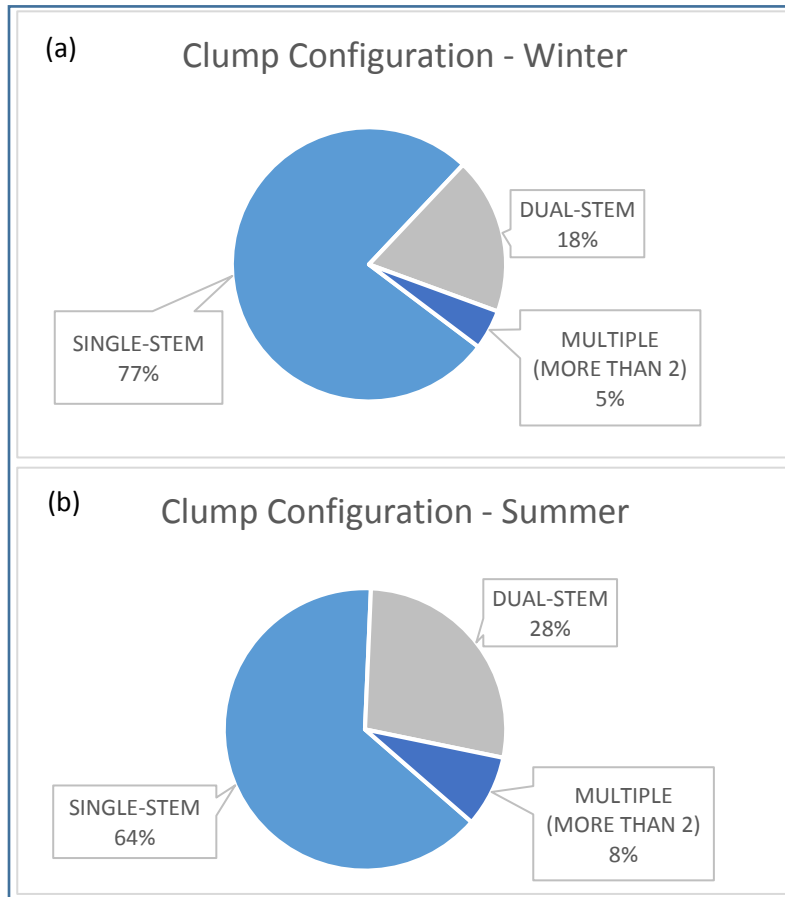 (a)
Clump Configuration - Winter
DUAL-STEM
18%
SINGLE-STEM
77%
MULTIPLE
(MORE THAN 2)
5%
(b)
Clump Configuration - Summer
DUAL-STEM
28%
SINGLE-STEM
64%
MULTIPLE
(MORE THAN 2)
8%